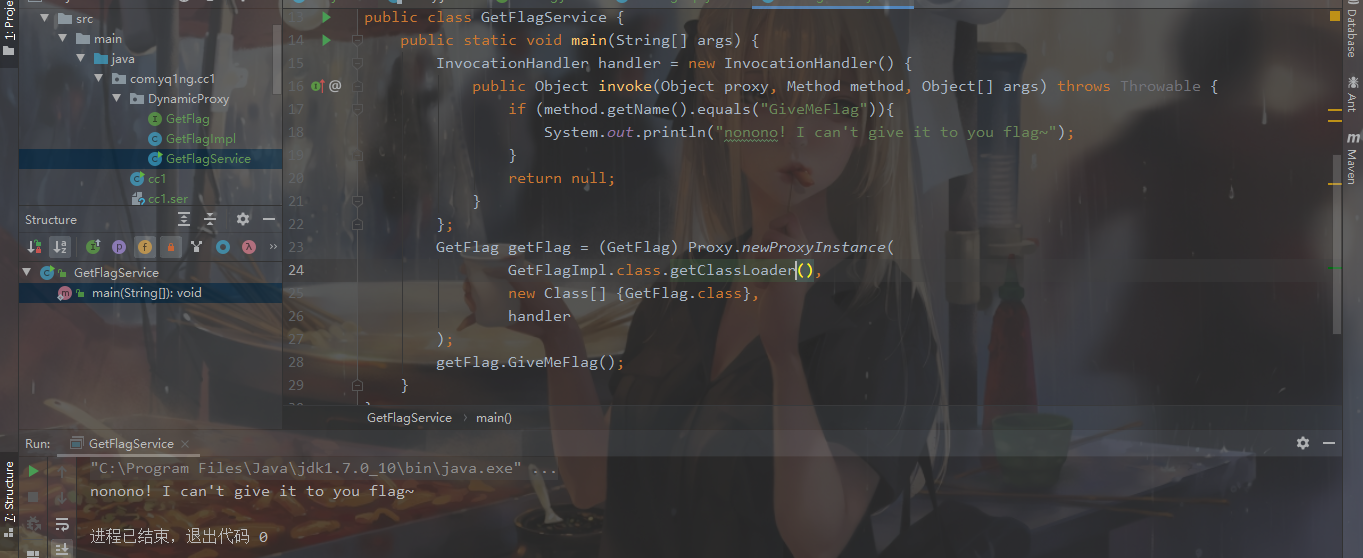 1: Proje
src
main
java
com.yq1ng.cc1
DynamicProxy
GetFlag
GetFlagImpl
GetFlagService
cc1
cc1.ser
Structure
GetFlagService
main(String[]): void
13 public class GetFlagService {
14 public static void main(String[] args) {
15 InvocationHandler handler = new InvocationHandler() {
16 public Object invoke(Object proxy, Method method, Object[] args) throws Throwable {
17 if (method.getName().equals("GiveMeFlag")){
18 System.out.println("nonono! I can't give it to you flag~");
19 }
20 return null;
21 }
22 };
23 GetFlag getFlag = (GetFlag) Proxy.newProxyInstance(
24 GetFlagImpl.class.getClassLoader(),
25 new Class[] {GetFlag.class},
26 handler
27 );
28 getFlag.GiveMeFlag();
29 }
}
GetFlagService › main()
Database
Ant
m Maven
Run: GetFlagService ×
"C:\Program Files\Java\jdk1.7.0_10\bin\java.exe" ...
nonono! I can't give it to you flag~
进程已结束，退出代码 0
7: Structure